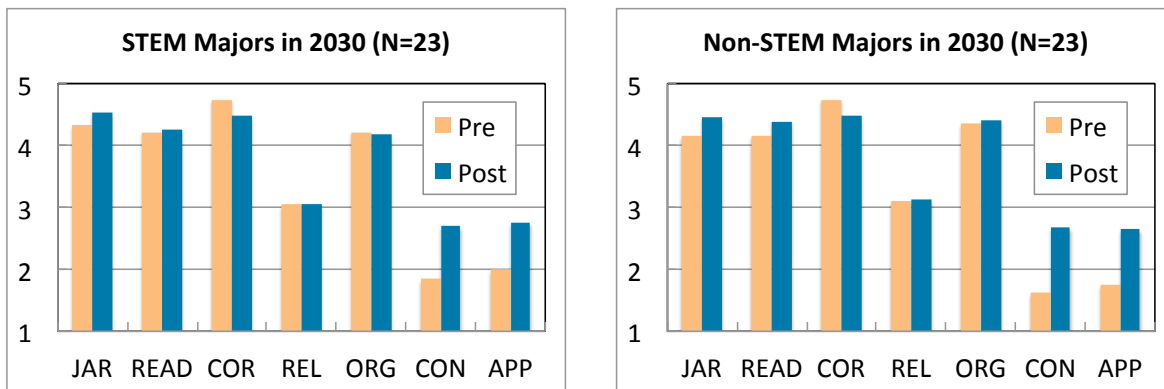 STEM Majors in 2030 (N=23)
5
4
3
2
1
Pre
Post
JAR READ COR REL ORG CON APP
Non-STEM Majors in 2030 (N=23)
5
4
3
2
1
Pre
Post
JAR READ COR REL ORG CON APP